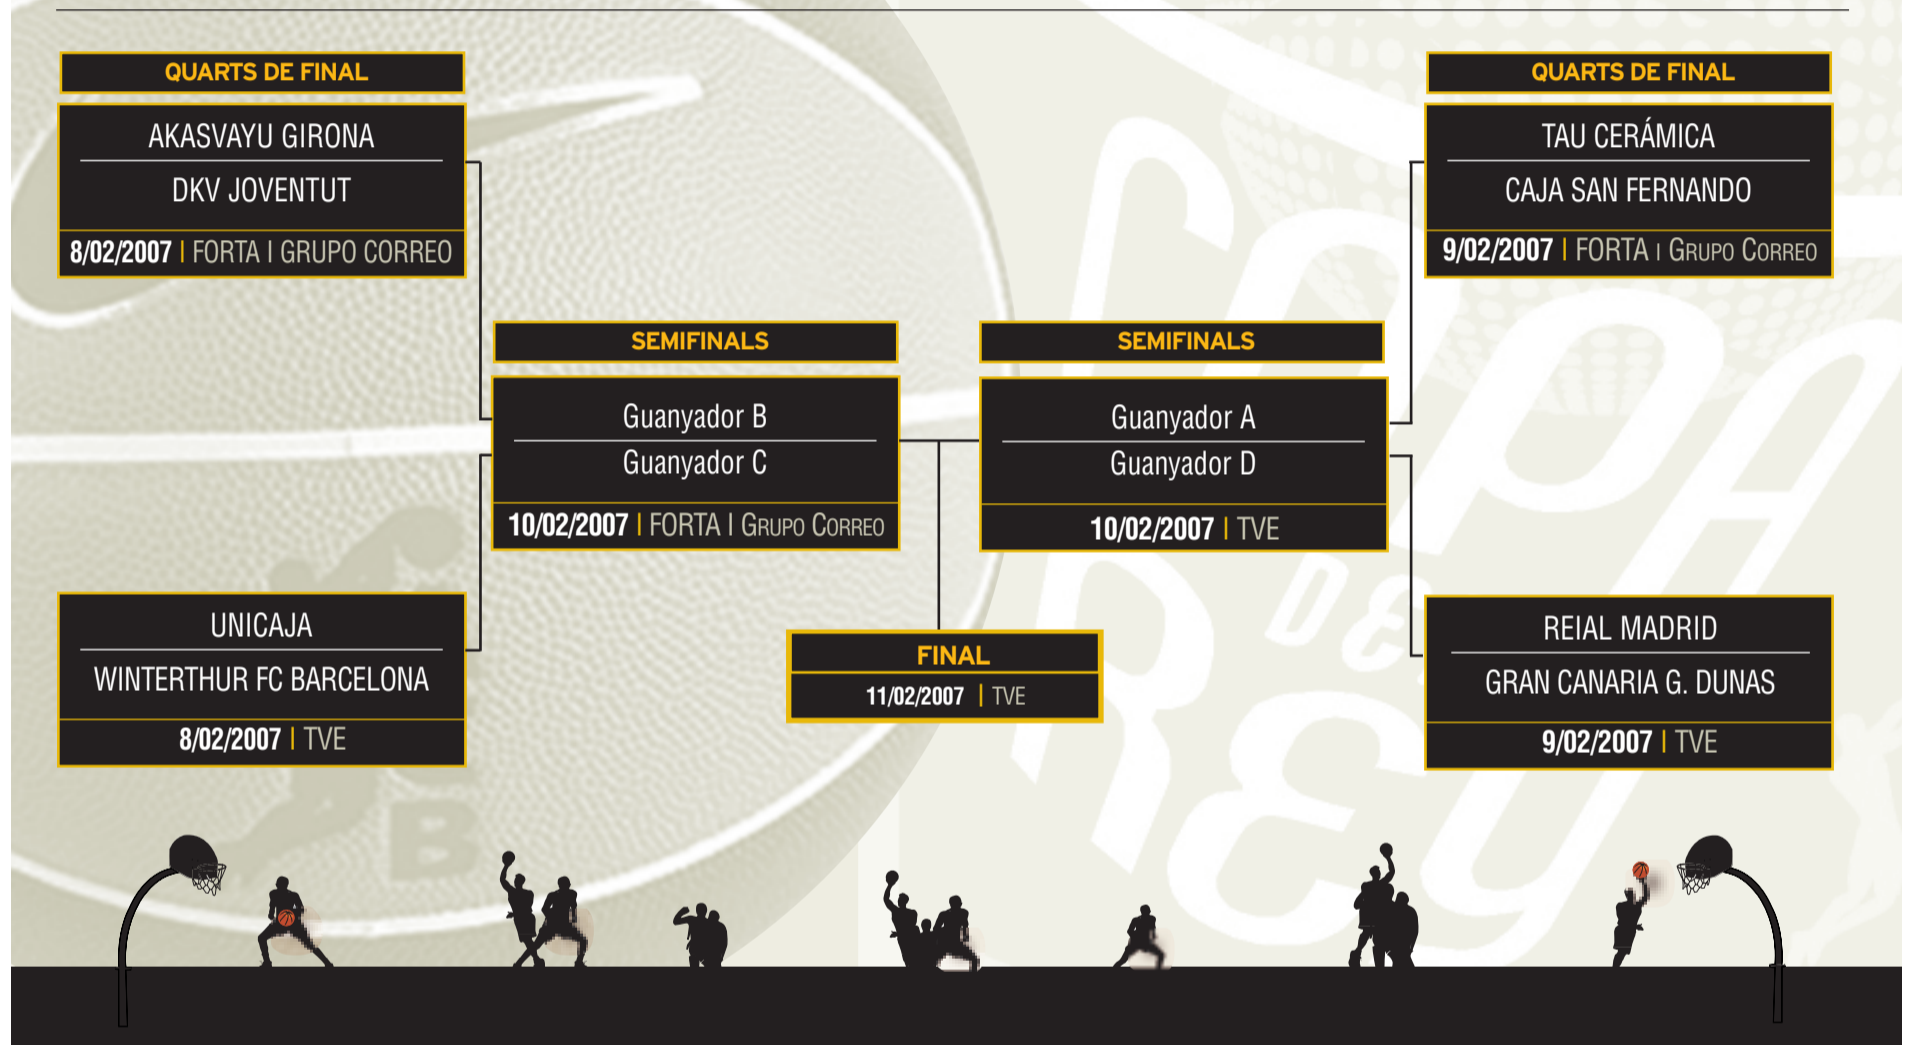 QUARTS DE FINAL
AKASVAYU GIRONA
DKV JOVENTUT
8/02/2007 | FORTA | GRUPO CORREO
UNICAJA
WINTERTHUR FC BARCELONA
8/02/2007 | TVE
SEMIFINALS
Guanyador B
Guanyador C
10/02/2007 | FORTA | GRUPO CORREO
FINAL
11/02/2007 | TVE
SEMIFINALS
Guanyador A
Guanyador D
10/02/2007 | TVE
QUARTS DE FINAL
TAU CERÁMICA
CAJA SAN FERNANDO
9/02/2007 | FORTA | GRUPO CORREO
REIAL MADRID
GRAN CANARIA G. DUNAS
9/02/2007 | TVE
COPA
DEL
REY